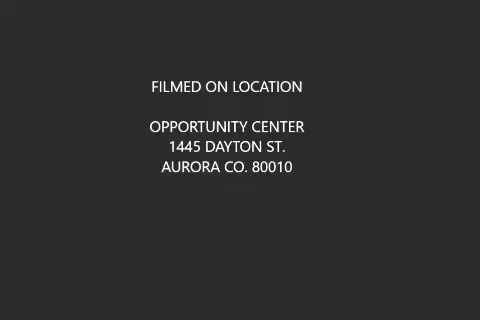 FILMED ON LOCATION
OPPORTUNITY CENTER
1445 DAYTON ST.
AURORA CO. 80010